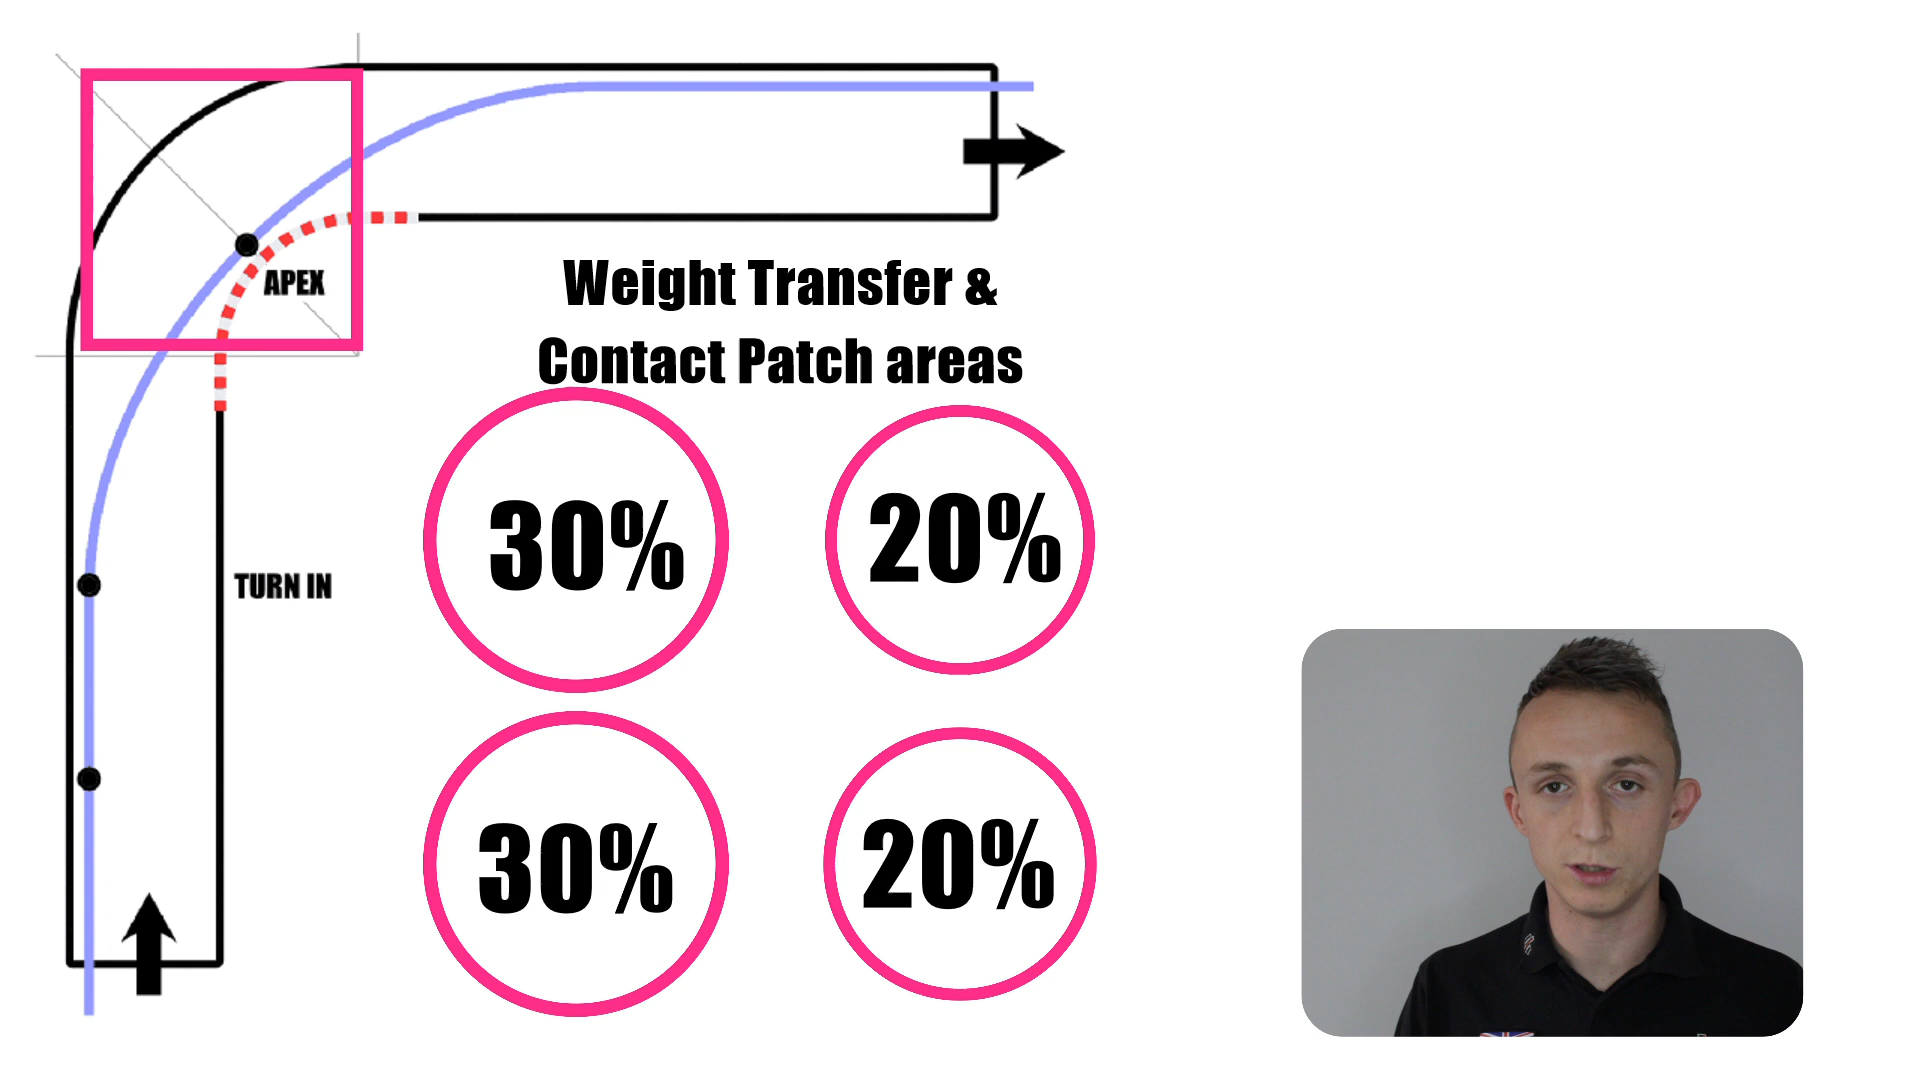 APEX
Weight Transfer &
Contact Patch areas
30% 20%
TURN IN
30% 20%